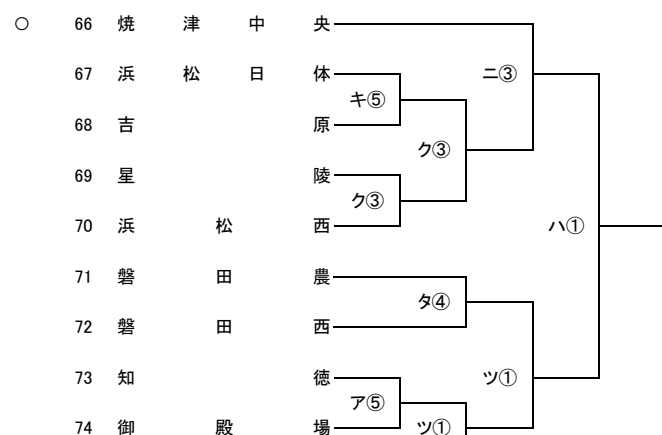 ○ 66 焼津中央
ニ③
67 浜松日体
キ⑤
68 吉原
ク③
69 星陵
ク③
70 浜松西
ハ①
71 磐田農
タ④
72 磐田西
73 知徳
ツ①
ア⑤
74 御殿場
ツ①